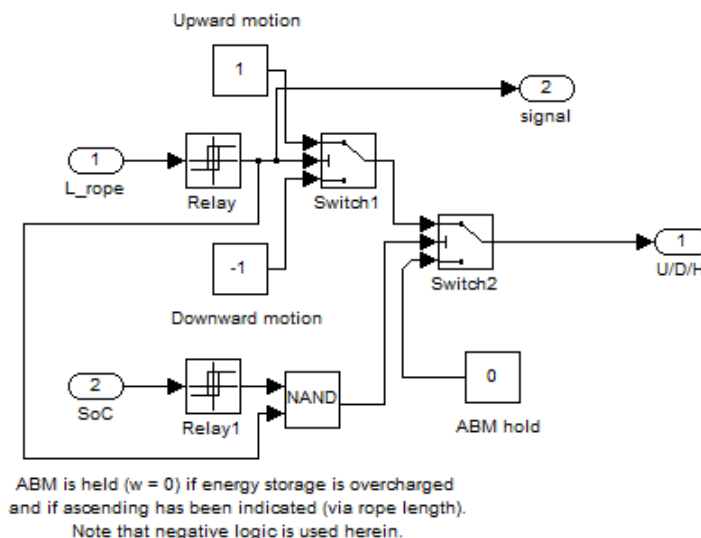 Upward motion
1
2
signal
1
L_rope
Relay
Switch1
-1
Downward motion
Switch2
1
U/D/H
2
SoC
Relay1
NAND
0
ABM hold
ABM is held (w = 0) if energy storage is overcharged
and if ascending has been indicated (via rope length).
Note that negative logic is used herein.